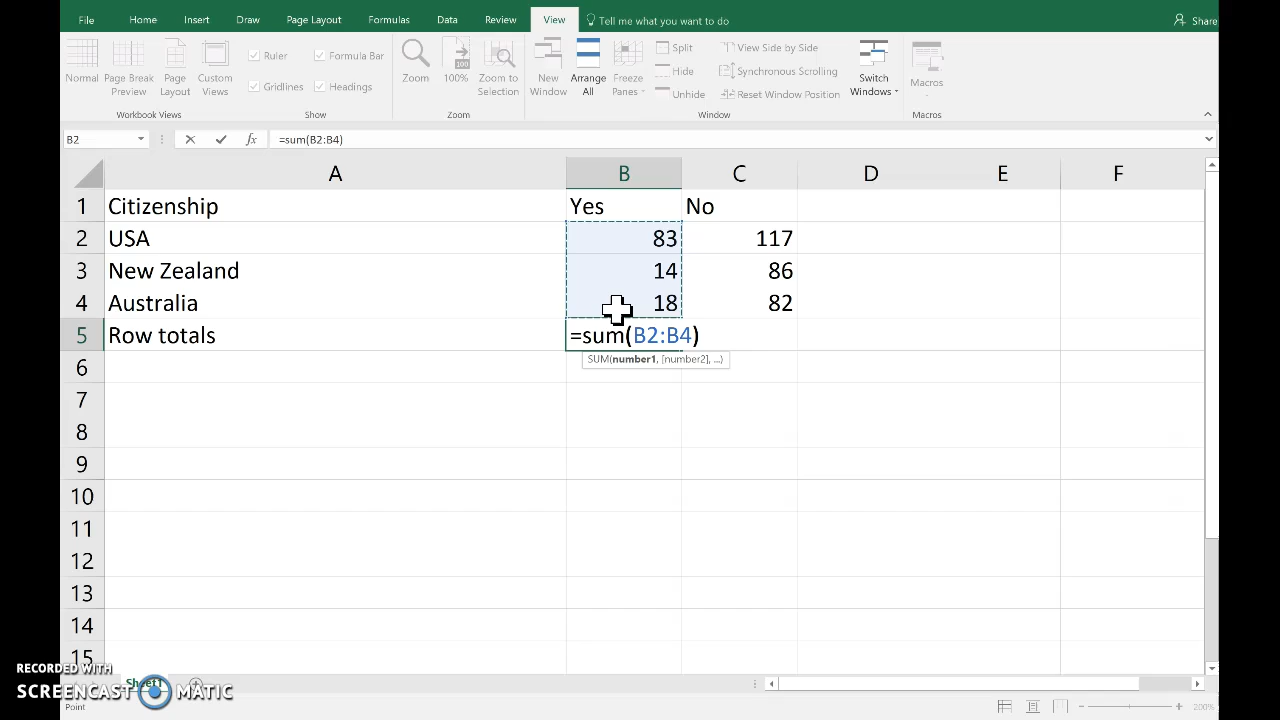 File Home Insert Draw Page Layout Formulas Data Review View Tell me what you want to do Share
Normal Page Break Preview Page Layout Custom Views
Workbook Views
Ruler Formula Bar
Gridlines Headings
Show
Zoom 100% Zoom to Selection
Zoom
New Window Arrange All Freeze Panes
Split
Hide
Unhide
View Side by Side
Synchronous Scrolling
Reset Window Position
Switch Windows
Window
Macros
Macros
B2 fx =sum(B2:B4)
A B C D E F
1 Citizenship Yes No
2 USA 83 117
3 New Zealand 14 86
4 Australia 18 82
5 Row totals =sum(B2:B4)
SUM(number1, [number2], ...)
6
7
8
9
10
11
12
13
14
15
RECORDED WITH
SCREENCAST MATIC
Sheet1
Point 200%